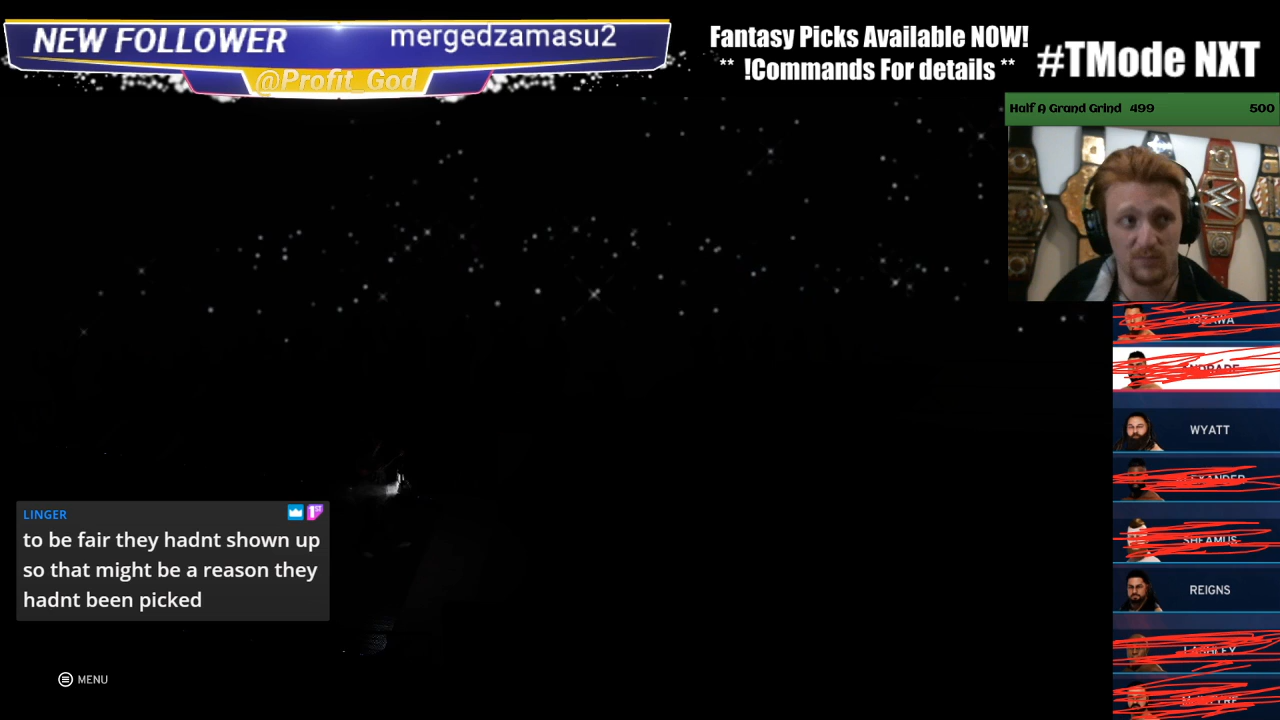 NEW FOLLOWER mergedzamasu2
@Profit_God
Fantasy Picks Available NOW!
** !Commands For details **
#TMode NXT
Half A Grand Grind 499 500
WYATT
SHEAMUS
REIGNS
LINGER
to be fair they hadnt shown up
so that might be a reason they
hadnt been picked
MENU